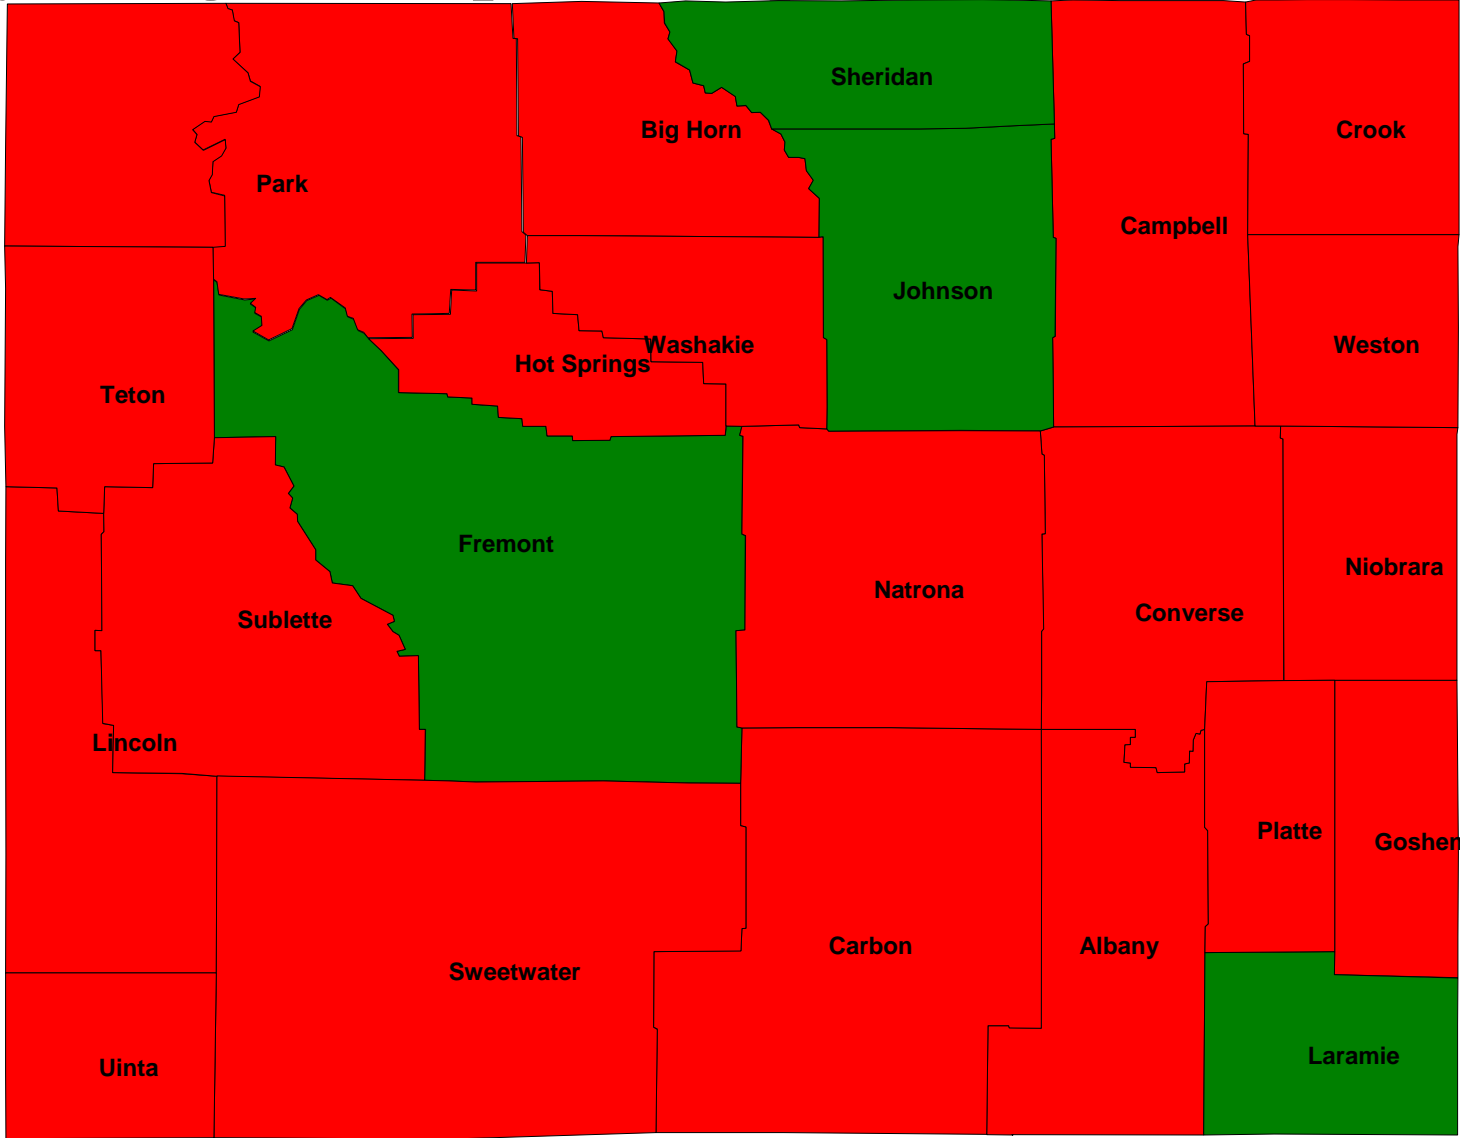 Sheridan
Big Horn
Crook
Park
Campbell
Johnson
Washakie
Weston
Hot Springs
Teton
Fremont
Niobrara
Natrona
Converse
Sublette
Lincoln
Platte
Goshen
Carbon
Albany
Sweetwater
Laramie
Uinta